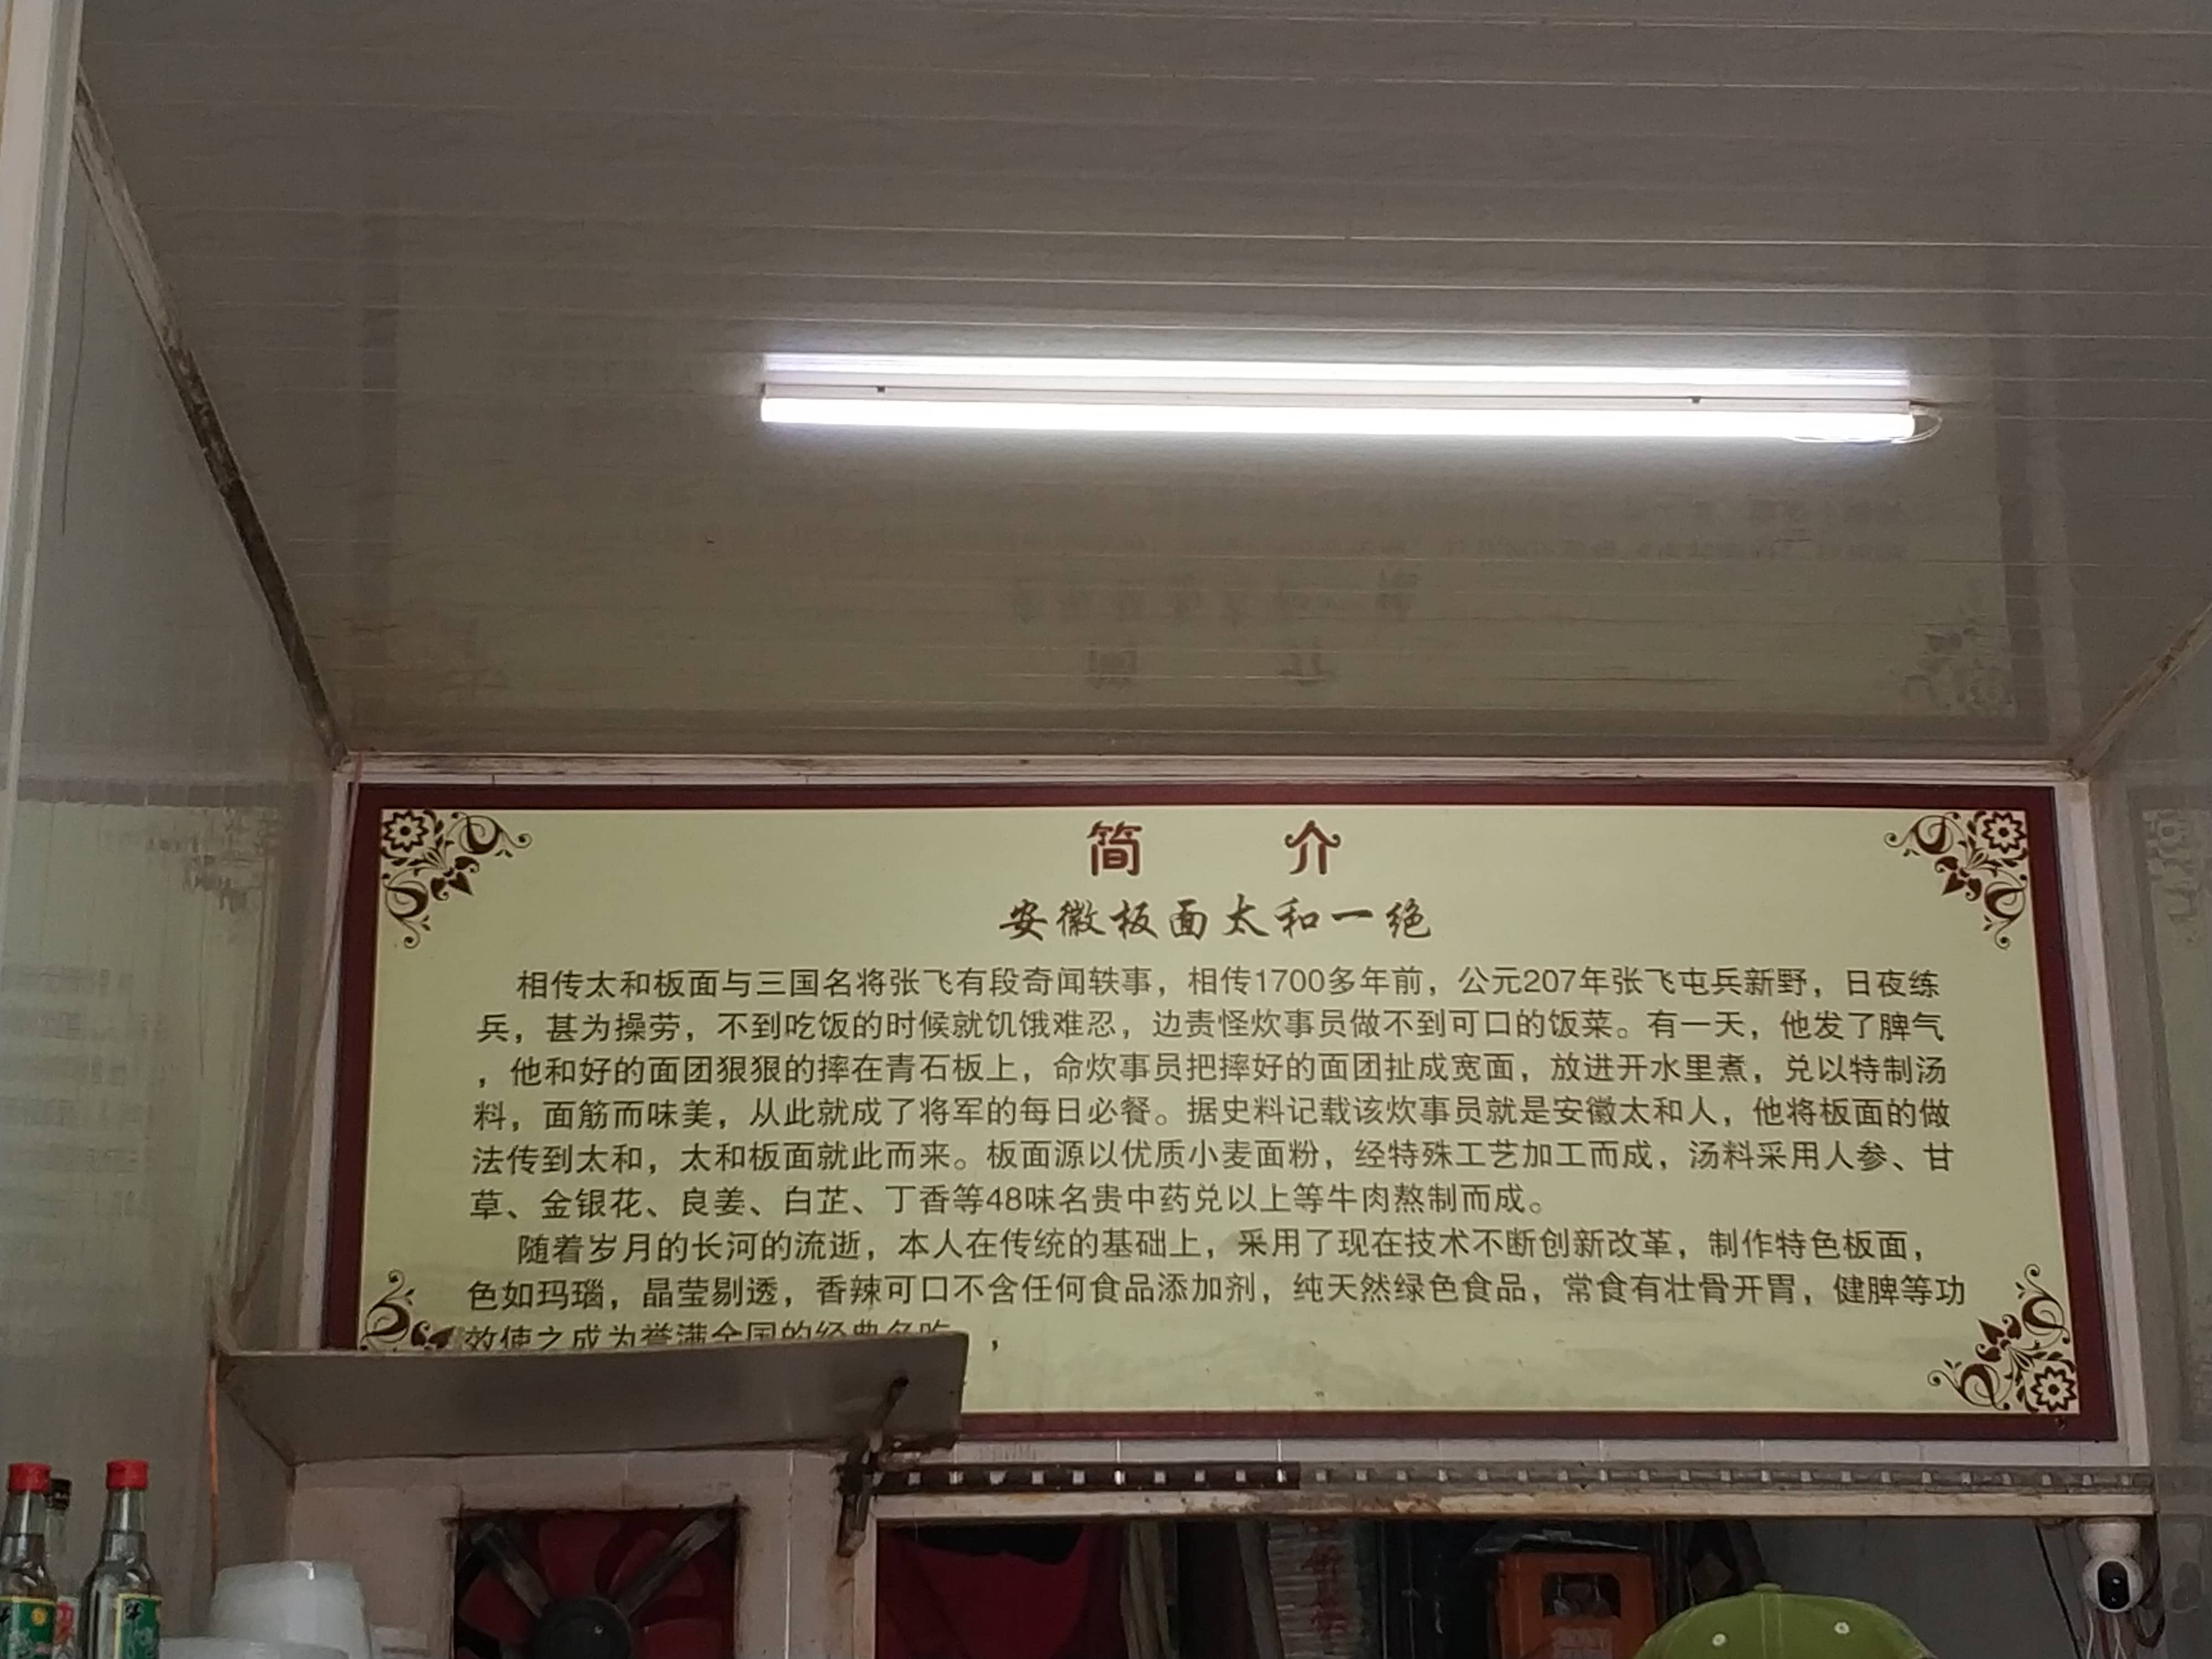 简 介
安徽板面太和一绝
相传太和板面与三国名将张飞有段奇闻轶事，相传1700多年前，公元207年张飞屯兵新野，日夜练
兵，甚为操劳，不到吃饭的时候就饥饿难忍，边责怪炊事员做不到可口的饭菜。有一天，他发了脾气
，他和好的面团狠狠的摔在青石板上，命炊事员把摔好的面团扯成宽面，放进开水里煮，兑以特制汤
料，面筋而味美，从此就成了将军的每日必餐。据史料记载该炊事员就是安徽太和人，他将板面的做
法传到太和，太和板面就此而来。板面源以优质小麦面粉，经特殊工艺加工而成，汤料采用人参、甘
草、金银花、良姜、白芷、丁香等48味名贵中药兑以上等牛肉熬制而成。
随着岁月的长河的流逝，本人在传统的基础上，采用了现在技术不断创新改革，制作特色板面，
色如玛瑙，晶莹剔透，香辣可口不含任何食品添加剂，纯天然绿色食品，常食有壮骨开胃，健脾等功
效使之成为誉满全国的经典名吃 ，